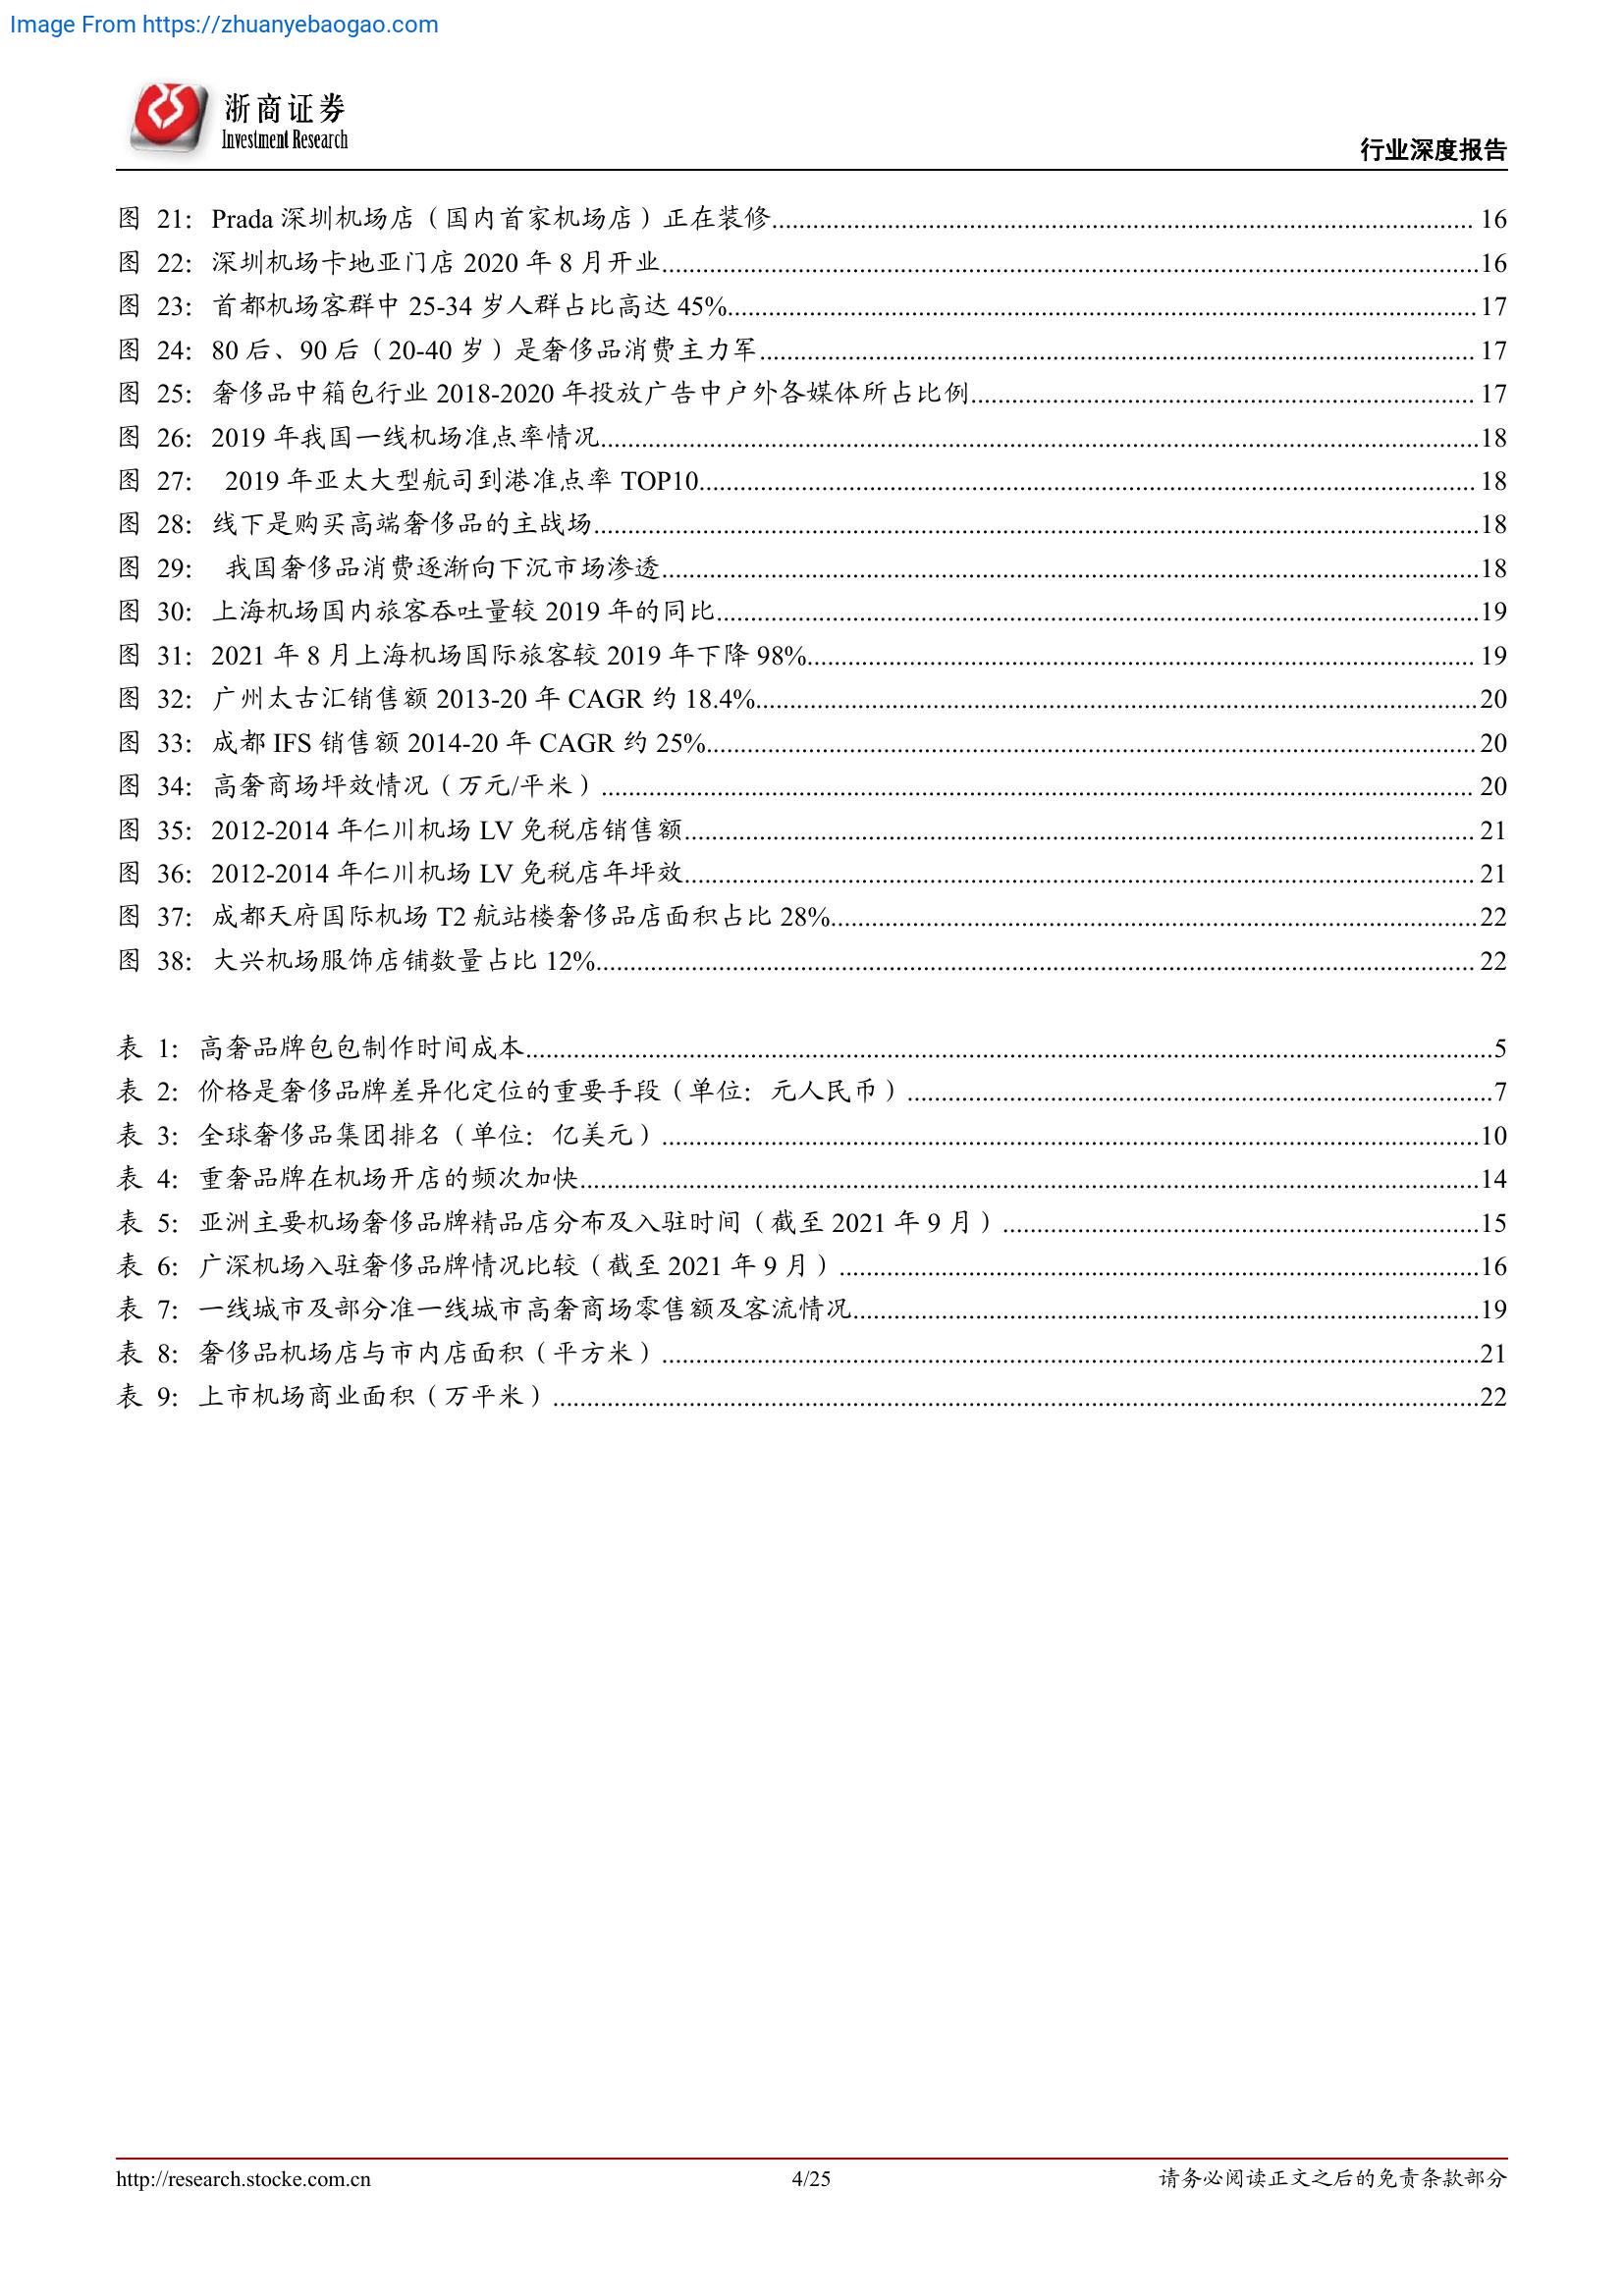 Image From https://zhuanyebaogao.com
浙商证券
Investment Research
行业深度报告
图 21: Prada 深圳机场店（国内首家机场店）正在装修........ 16
图 22: 深圳机场卡地亚门店 2020 年 8 月开业........16
图 23: 首都机场客群中 25-34 岁人群占比高达 45%........ 17
图 24: 80 后、90 后（20-40 岁）是奢侈品消费主力军........ 17
图 25: 奢侈品中箱包行业 2018-2020 年投放广告中户外各媒体所占比例........ 17
图 26: 2019 年我国一线机场准点率情况........18
图 27: 2019 年亚太大型航司到港准点率 TOP10........ 18
图 28: 线下是购买高端奢侈品的主战场........18
图 29: 我国奢侈品消费逐渐向下沉市场渗透........18
图 30: 上海机场国内旅客吞吐量较 2019 年的同比........19
图 31: 2021 年 8 月上海机场国际旅客较 2019 年下降 98%........ 19
图 32: 广州太古汇销售额 2013-20 年 CAGR 约 18.4%........20
图 33: 成都 IFS 销售额 2014-20 年 CAGR 约 25%........ 20
图 34: 高奢商场坪效情况（万元/平米）........ 20
图 35: 2012-2014 年仁川机场 LV 免税店销售额........ 21
图 36: 2012-2014 年仁川机场 LV 免税店年坪效........ 21
图 37: 成都天府国际机场 T2 航站楼奢侈品店面积占比 28%........22
图 38: 大兴机场服饰店铺数量占比 12%........ 22
表 1: 高奢品牌包包制作时间成本........5
表 2: 价格是奢侈品牌差异化定位的重要手段（单位：元人民币）........7
表 3: 全球奢侈品集团排名（单位：亿美元）........10
表 4: 重奢品牌在机场开店的频次加快........14
表 5: 亚洲主要机场奢侈品牌精品店分布及入驻时间（截至 2021 年 9 月）........15
表 6: 广深机场入驻奢侈品牌情况比较（截至 2021 年 9 月）........16
表 7: 一线城市及部分准一线城市高奢商场零售额及客流情况........19
表 8: 奢侈品机场店与市内店面积（平方米）........21
表 9: 上市机场商业面积（万平米）........22
http://research.stocke.com.cn
4/25
请务必阅读正文之后的免责条款部分